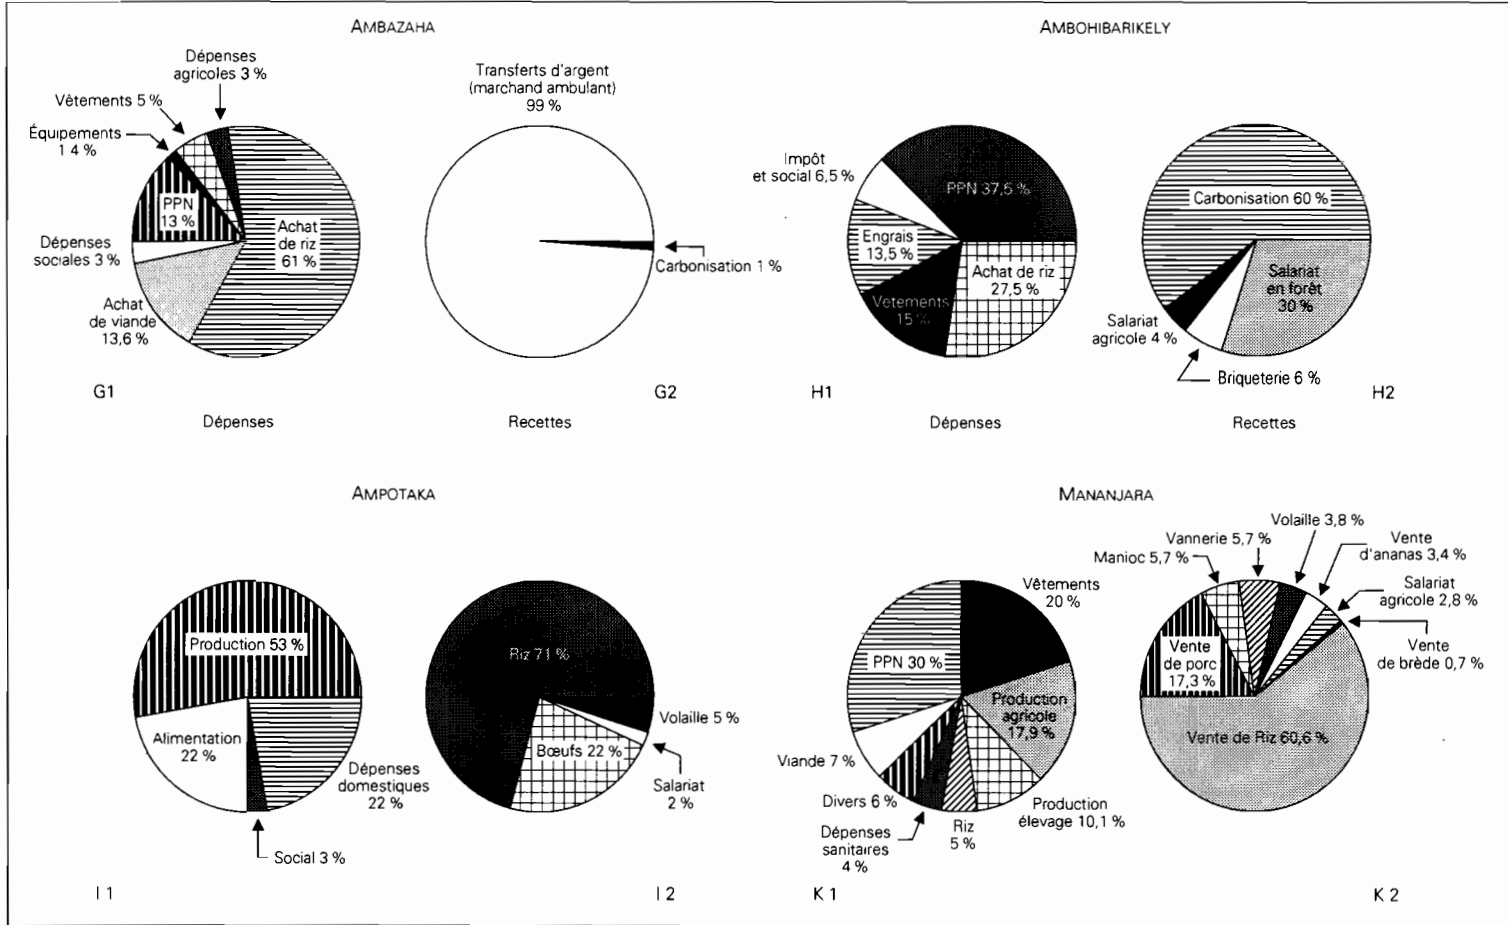 AMBAZAHA
Dépenses
agricoles 3 %
Vêtements 5 %
Équipements
1 4 %
PPN
13 %
Dépenses
sociales 3 %
Achat
de viande
13,6 %
Achat
de riz
61 %
G1
Dépenses
Transferts d'argent
(marchand ambulant)
99 %
Carbonisation 1 %
G2
Recettes
AMBOHIBARIKELY
Impôt
et social 6,5 %
PPN 37,5 %
Engrais
13,5 %
Vetements
15 %
Achat de riz
27,5 %
H1
Dépenses
Carbonisation 60 %
Salariat
en forêt
30 %
Salariat
agricole 4 %
Briqueterie 6 %
H2
Recettes
AMPOTAKA
Production 53 %
Alimentation
22 %
Dépenses
domestiques
22 %
Social 3 %
I 1
Riz 71 %
Volaille 5 %
Bœufs 22 %
Salariat
2 %
I 2
MANANJARA
Vêtements
20 %
PPN 30 %
Production
agricole
17,9 %
Viande 7 %
Divers 6 %
Dépenses
sanitaires
4 %
Riz
5 %
Production
élevage 10,1 %
K 1
Volaille 3,8 %
Vannerie 5,7 %
Manioc 5,7 %
Vente
d'ananas 3,4 %
Salariat
agricole 2,8 %
Vente
de brède 0,7 %
Vente
de porc
17,3 %
Vente de Riz 60,6 %
K 2